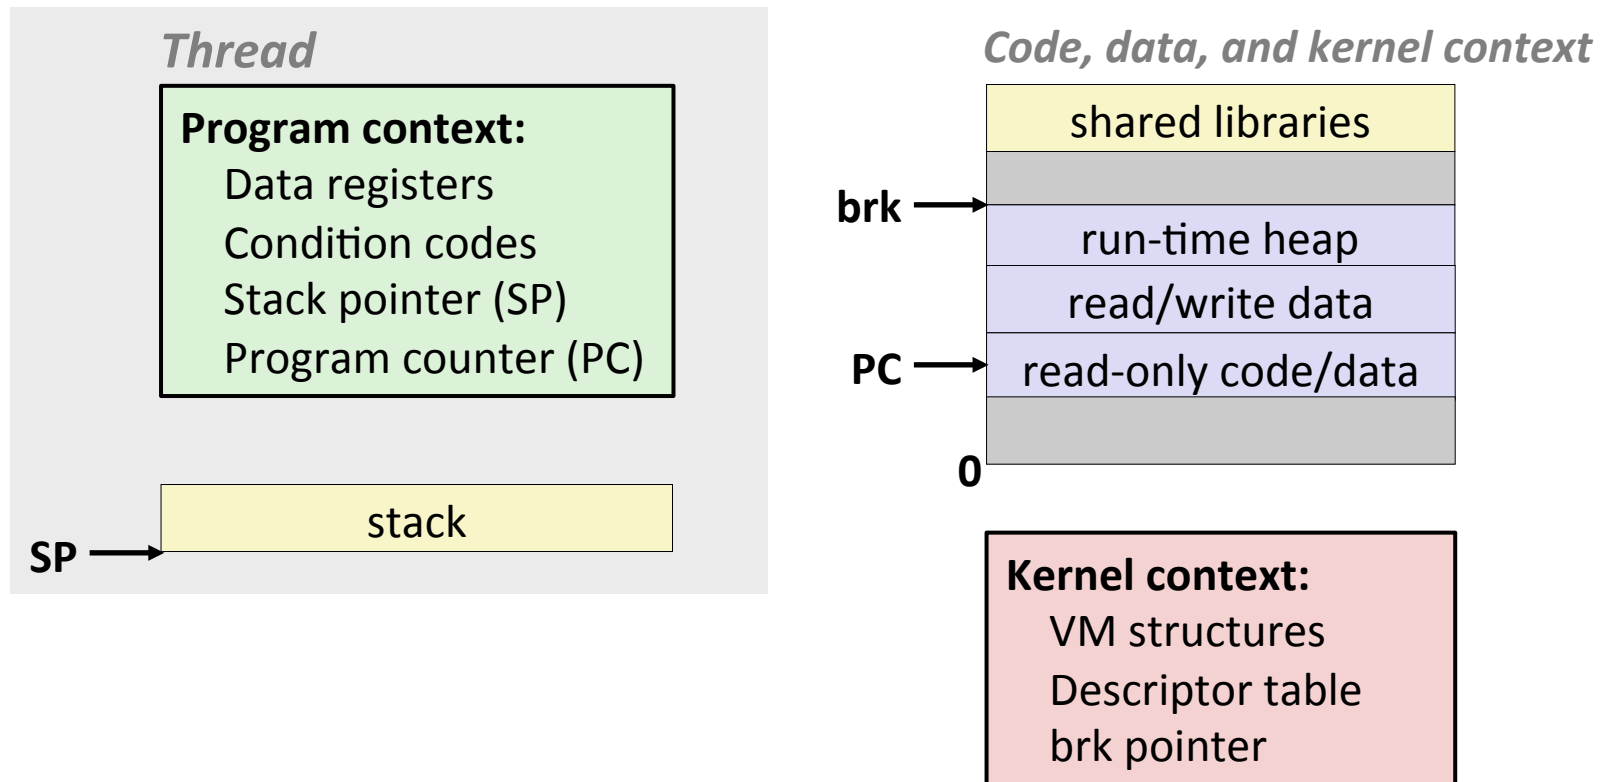 Thread
Program context:
Data registers
Condition codes
Stack pointer (SP)
Program counter (PC)
stack
SP
Code, data, and kernel context
shared libraries
brk
run-time heap
read/write data
PC
read-only code/data
0
Kernel context:
VM structures
Descriptor table
brk pointer